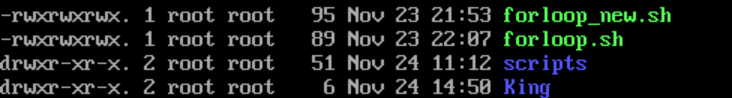 -rwxrwxrwx. 1 root root 95 Nov 23 21:53 forloop_new.sh
-rwxrwxrwx. 1 root root 89 Nov 23 22:07 forloop.sh
drwxr-xr-x. 2 root root 51 Nov 24 11:12 scripts
drwxr-xr-x. 2 root root 6 Nov 24 14:50 King